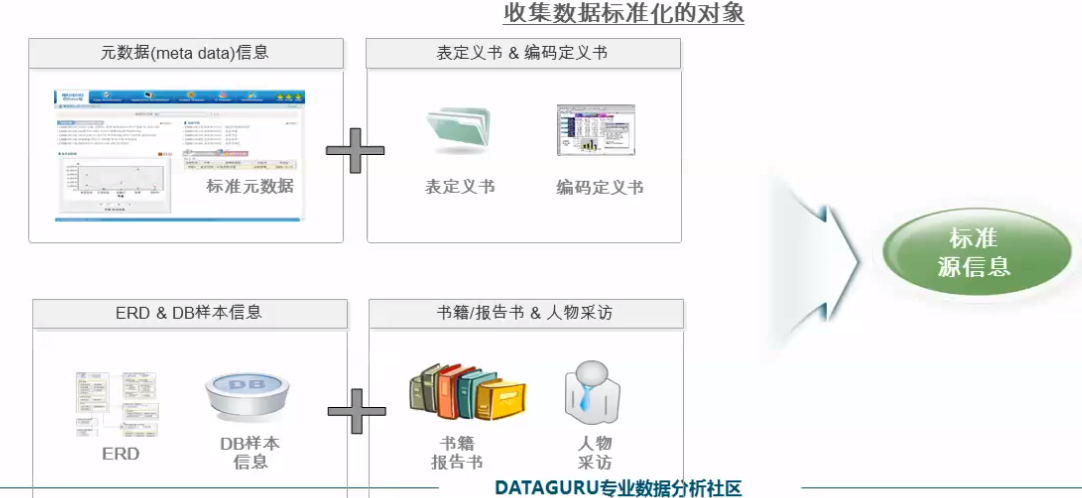 收集数据标准化的对象
元数据(meta data)信息
表定义书 & 编码定义书
标准元数据
表定义书
编码定义书
标准
源信息
ERD & DB样本信息
书籍/报告书 & 人物采访
DB
ERD
DB样本
信息
书籍
报告书
人物
采访
DATAGURU专业数据分析社区